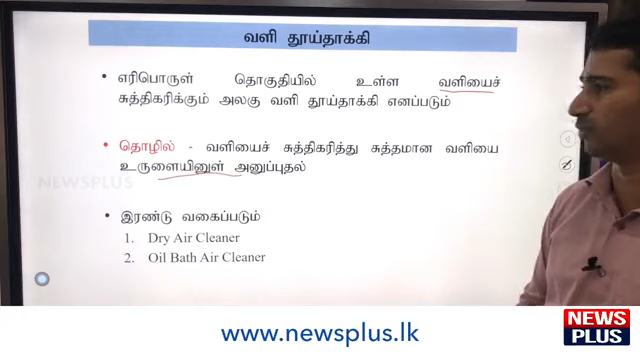 வளி தூய்தாக்கி
• எரிபொருள் தொகுதியில் உள்ள வளியைச்
சுத்திகரிக்கும் அலகு வளி தூய்தாக்கி எனப்படும்
• தொழில் - வளியைச் சுத்திகரித்து சுத்தமான வளியை
உருளையினுள் அனுப்புதல்
NEWSPLUS
• இரண்டு வகைப்படும்
1. Dry Air Cleaner
2. Oil Bath Air Cleaner
www.newsplus.lk
NEWS
PLUS